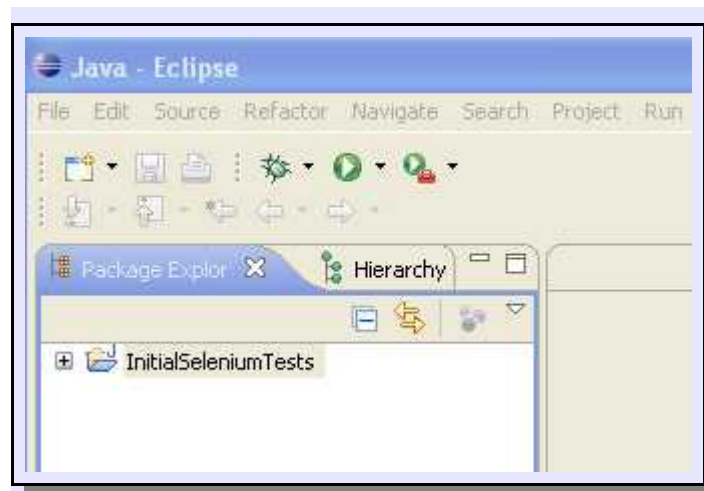 Java - Eclipse
File Edit Source Refactor Navigate Search Project Run
Package Explor Hierarchy
InitialSeleniumTests